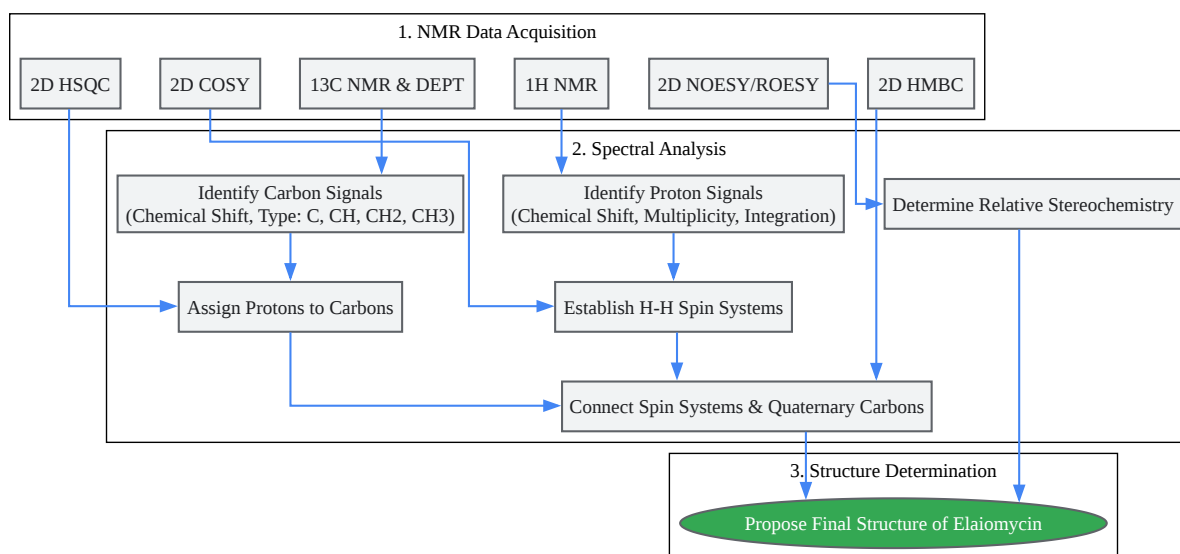 1. NMR Data Acquisition
2D HSQC
2D COSY
13C NMR & DEPT
1H NMR
2D NOESY/ROESY
2D HMBC
2. Spectral Analysis
Identify Carbon Signals
(Chemical Shift, Type: C, CH, CH2, CH3)
Identify Proton Signals
(Chemical Shift, Multiplicity, Integration)
Determine Relative Stereochemistry
Assign Protons to Carbons
Establish H-H Spin Systems
Connect Spin Systems & Quaternary Carbons
3. Structure Determination
Propose Final Structure of Elaiomycin